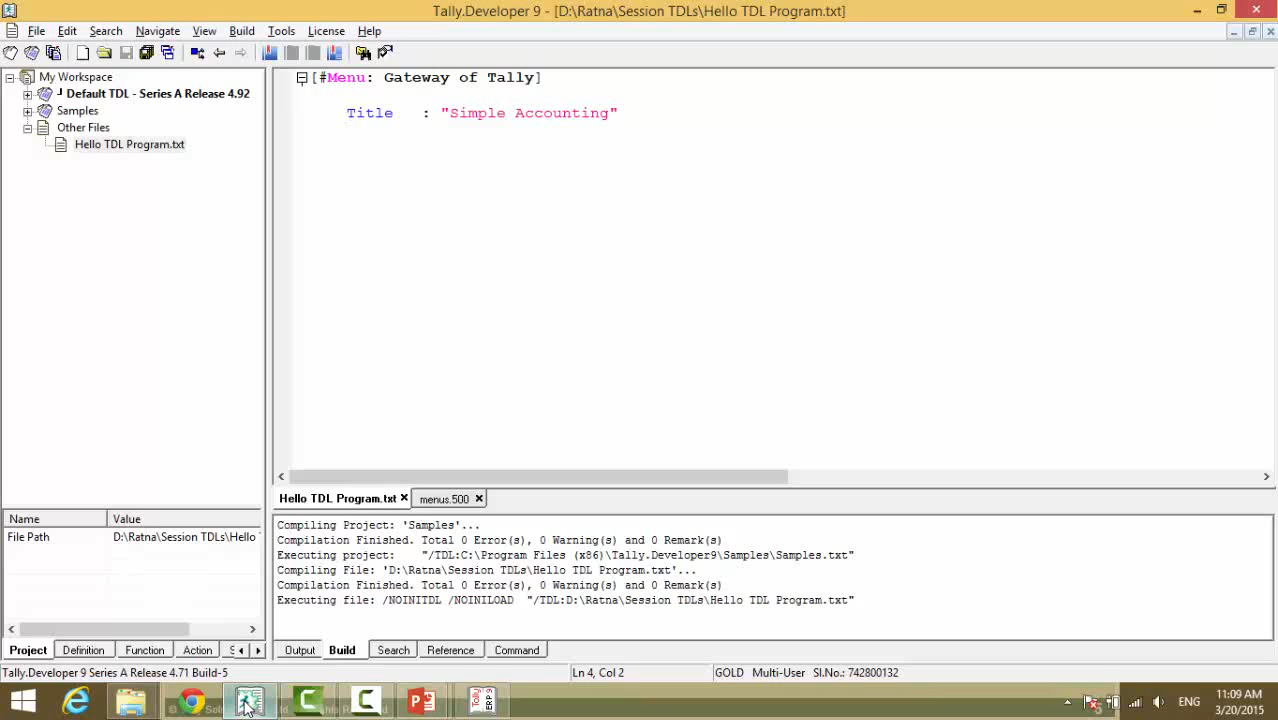 Tally.Developer 9 - [D:\Ratna\Session TDLs\Hello TDL Program.txt]
File Edit Search Navigate View Build Tools License Help
My Workspace
Default TDL - Series A Release 4.92
Samples
Other Files
Hello TDL Program.txt
[#Menu: Gateway of Tally]
Title : "Simple Accounting"
Hello TDL Program.txt menus.500
Name Value
File Path D:\Ratna\Session TDLs\Hello
Compiling Project: 'Samples'...
Compilation Finished. Total 0 Error(s), 0 Warning(s) and 0 Remark(s)
Executing project: "/TDL:C:\Program Files (x86)\Tally.Developer9\Samples\Samples.txt"
Compiling File: 'D:\Ratna\Session TDLs\Hello TDL Program.txt'...
Compilation Finished. Total 0 Error(s), 0 Warning(s) and 0 Remark(s)
Executing file: /NOINITDL /NOINILOAD "/TDL:D:\Ratna\Session TDLs\Hello TDL Program.txt"
Project Definition Function Action S
Output Build Search Reference Command
Tally.Developer 9 Series A Release 4.71 Build-5
Ln 4, Col 2
GOLD Multi-User Sl.No.: 742800132
Tally ERP 9
ENG
11:09 AM
3/20/2015